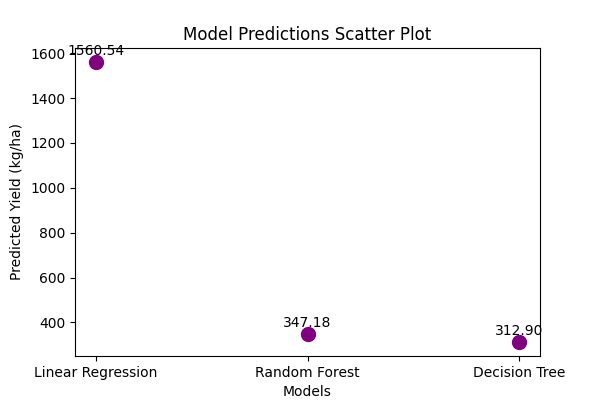 Model Predictions Scatter Plot
1560.54
1600
1400
1200
1000
800
600
400
Predicted Yield (kg/ha)
347.18
312.90
Linear Regression
Random Forest
Decision Tree
Models